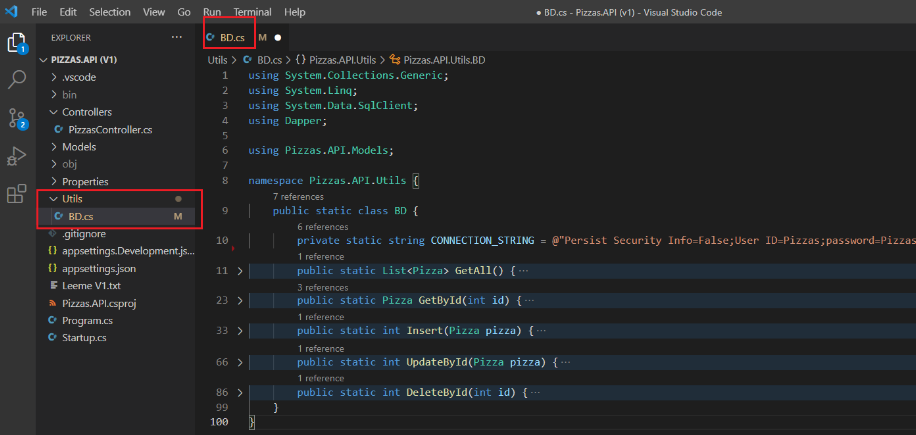 File Edit Selection View Go Run Terminal Help
● BD.cs - Pizzas.API (v1) - Visual Studio Code
EXPLORER ···
PIZZAS.API (V1)
.vscode
bin
Controllers
PizzasController.cs
Models
obj
Properties
Utils
BD.cs M
.gitignore
appsettings.Development.js...
appsettings.json
Leeme V1.txt
Pizzas.API.csproj
Program.cs
Startup.cs
1
2
BD.cs M ●
Utils > BD.cs > {} Pizzas.API.Utils > Pizzas.API.Utils.BD
1 using System.Collections.Generic;
2 using System.Linq;
3 using System.Data.SqlClient;
4 using Dapper;
5
6 using Pizzas.API.Models;
7
8 namespace Pizzas.API.Utils {
7 references
9 public static class BD {
6 references
10 private static string CONNECTION_STRING = @"Persist Security Info=False;User ID=Pizzas;password=Pizzas
1 reference
11 > public static List<Pizza> GetAll() {···
3 references
23 > public static Pizza GetById(int id) {···
1 reference
33 > public static int Insert(Pizza pizza) {···
1 reference
66 > public static int UpdateById(Pizza pizza) {···
1 reference
86 > public static int DeleteById(int id) {···
99 }
100 }